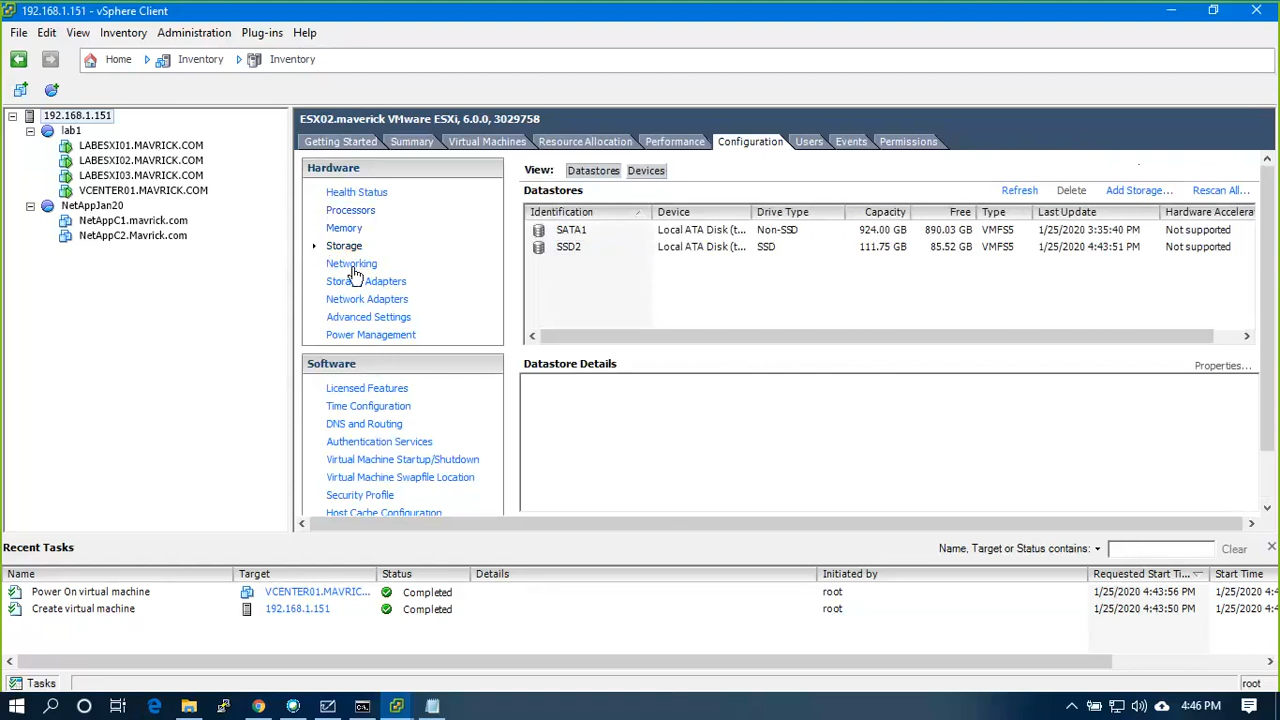 192.168.1.151 - vSphere Client
File Edit View Inventory Administration Plug-ins Help
Home Inventory Inventory
192.168.1.151
lab1
LABESXI01.MAVRICK.COM
LABESXI02.MAVRICK.COM
LABESXI03.MAVRICK.COM
VCENTER01.MAVRICK.COM
NetAppJan20
NetAppC1.mavrick.com
NetAppC2.Mavrick.com
ESX02.maverick VMware ESXi, 6.0.0, 3029758
Getting Started Summary Virtual Machines Resource Allocation Performance Configuration Users Events Permissions
Hardware
Health Status
Processors
Memory
Storage
Networking
Storage Adapters
Network Adapters
Advanced Settings
Power Management
Software
Licensed Features
Time Configuration
DNS and Routing
Authentication Services
Virtual Machine Startup/Shutdown
Virtual Machine Swapfile Location
Security Profile
Host Cache Configuration
View: Datastores Devices
Datastores Refresh Delete Add Storage... Rescan All...
Identification Device Drive Type Capacity Free Type Last Update Hardware Accelera
SATA1 Local ATA Disk (t... Non-SSD 924.00 GB 890.03 GB VMFS5 1/25/2020 3:35:40 PM Not supported
SSD2 Local ATA Disk (t... SSD 111.75 GB 85.52 GB VMFS5 1/25/2020 4:43:51 PM Not supported
Datastore Details Properties...
Recent Tasks Name, Target or Status contains: Clear
Name Target Status Details Initiated by Requested Start Ti... Start Time
Power On virtual machine VCENTER01.MAVRIC... Completed root 1/25/2020 4:43:56 PM 1/25/2020 4:4
Create virtual machine 192.168.1.151 Completed root 1/25/2020 4:43:50 PM 1/25/2020 4:4
Tasks root
4:46 PM